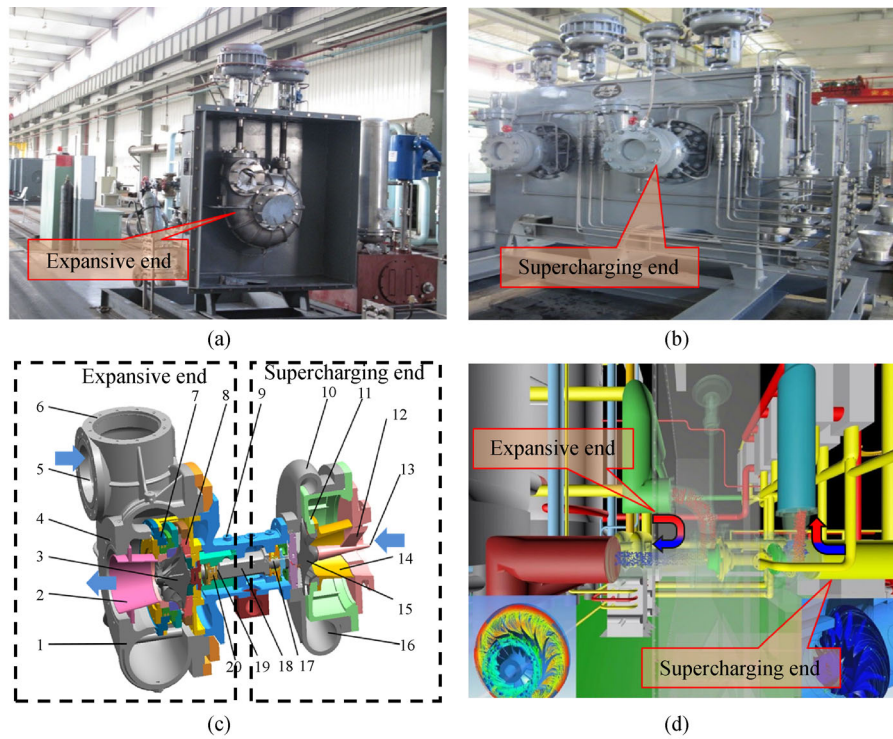 Expansive end
(a)
Supercharging end
(b)
Expansive end
Supercharging end
6
7
8
9
10
11
12
5
13
4
3
14
2
15
1
20
19
18
17
16
(c)
Expansive end
Supercharging end
(d)